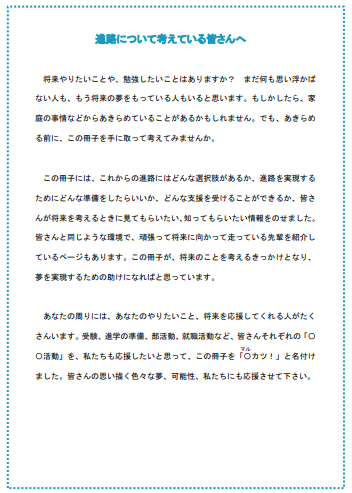 進路について考えている皆さんへ
将来やりたいことや、勉強したいことはありますか？　まだ何も思い浮かば
ない人も、もう将来の夢をもっている人もいると思います。もしかしたら、家
庭の事情などからあきらめていることがあるかもしれません。でも、あきらめ
る前に、この冊子を手に取って考えてみませんか。
この冊子には、これからの進路にはどんな選択肢があるか、進路を実現する
ためにどんな準備をしたらいいか、どんな支援を受けることができるか、皆さ
んが将来を考えるときに見てもらいたい、知ってもらいたい情報をのせました。
皆さんと同じような環境で、頑張って将来に向かって走っている先輩を紹介し
ているページもあります。この冊子が、将来のことを考えるきっかけとなり、
夢を実現するための助けになればと思っています。
あなたの周りには、あなたのやりたいこと、将来を応援してくれる人がたく
さんいます。受験、進学の準備、部活動、就職活動など、皆さんそれぞれの「〇
〇活動」を、私たちも応援したいと思って、この冊子を「〇カツ！」と名付け
マル
ました。皆さんの思い描く色々な夢、可能性、私たちにも応援させて下さい。